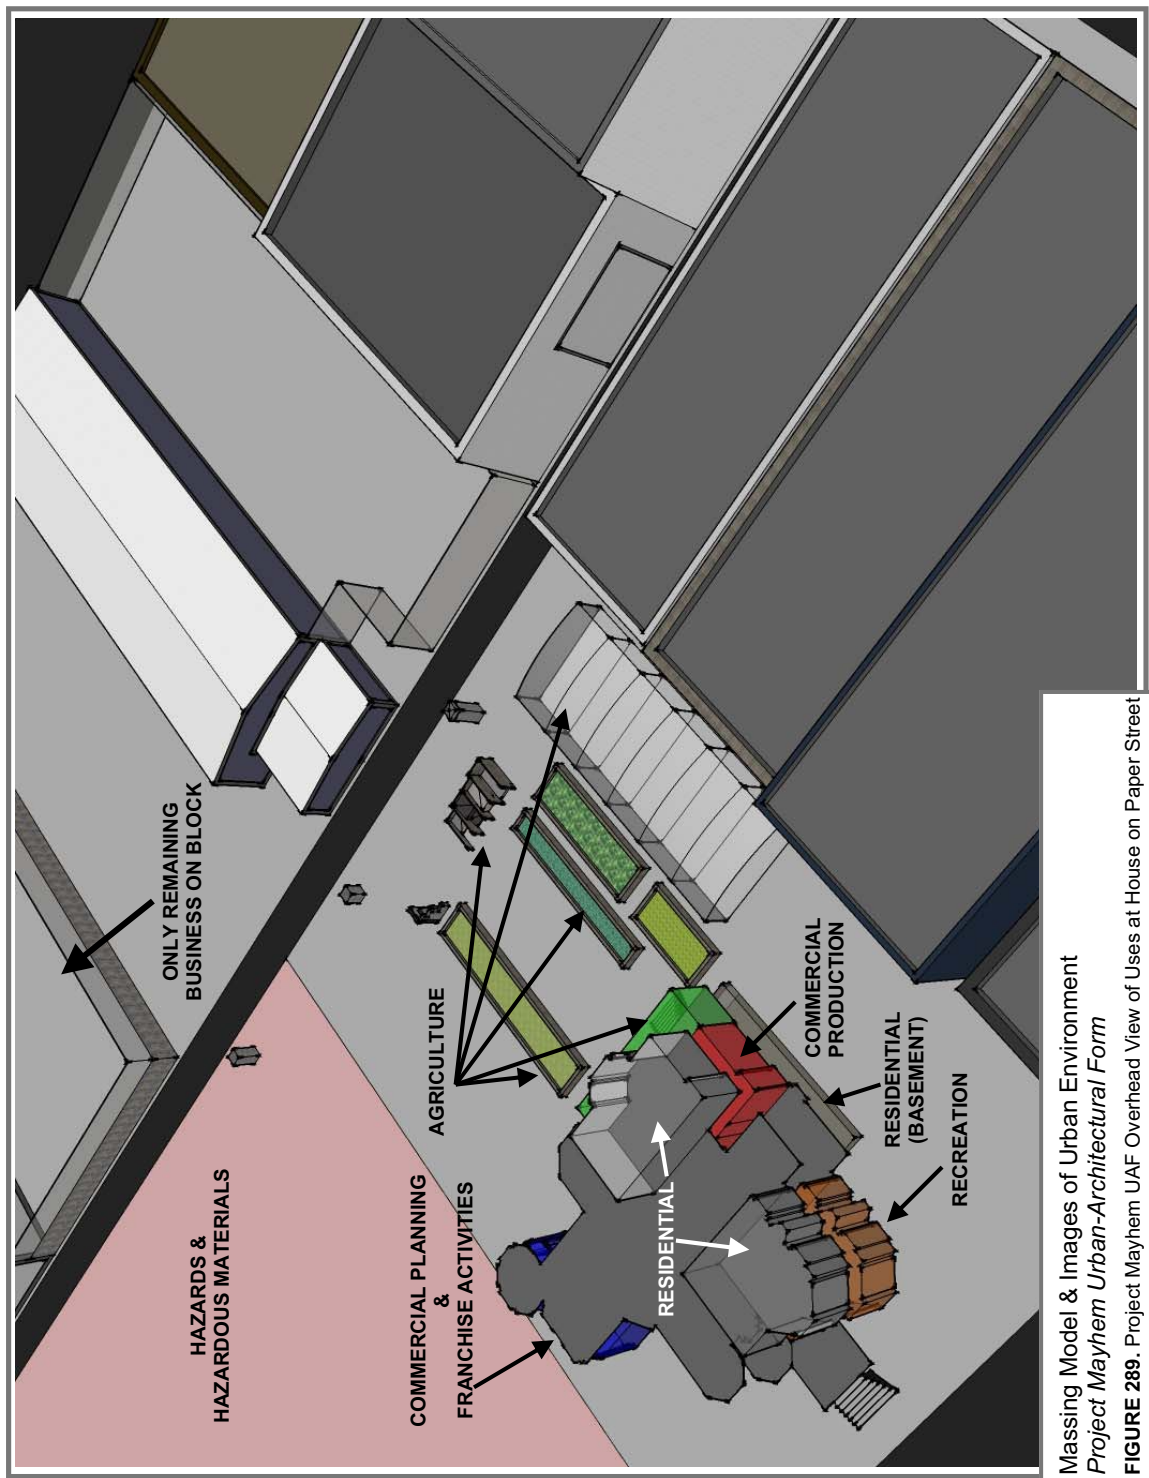 ONLY REMAINING
BUSINESS ON BLOCK
HAZARDS &
HAZARDOUS MATERIALS
AGRICULTURE
COMMERCIAL PLANNING
&
FRANCHISE ACTIVITIES
RESIDENTIAL
COMMERCIAL
PRODUCTION
RESIDENTIAL
(BASEMENT)
RECREATION
Massing Model & Images of Urban Environment
Project Mayhem Urban-Architectural Form
FIGURE 289. Project Mayhem UAF Overhead View of Uses at House on Paper Street